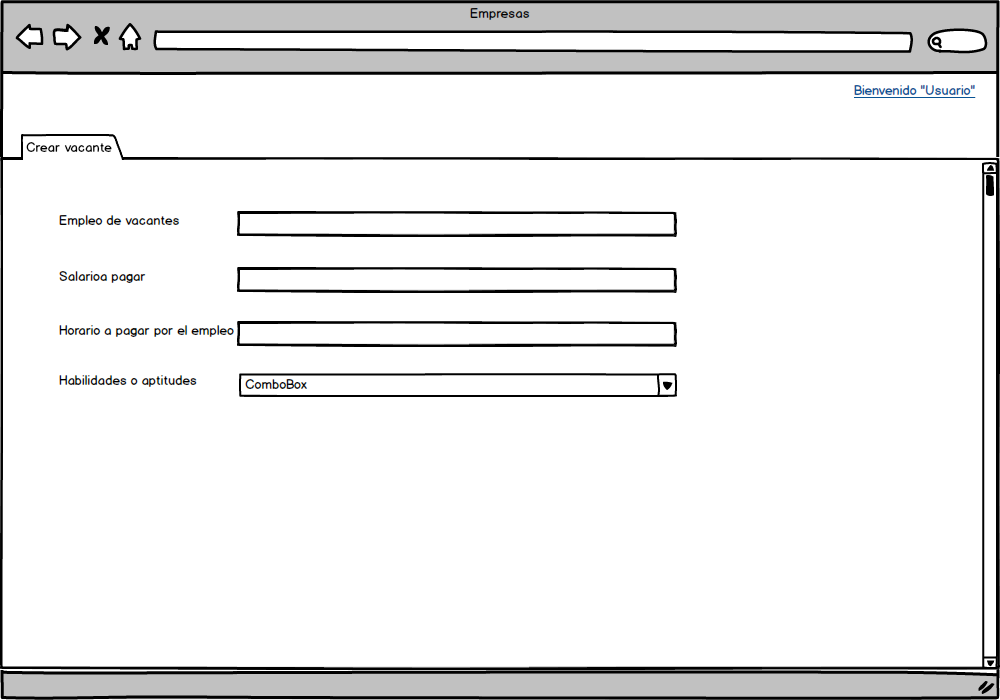 Empresas
Bienvenido "Usuario"
Crear vacante
Empleo de vacantes
Salarioa pagar
Horario a pagar por el empleo
Habilidades o aptitudes
ComboBox